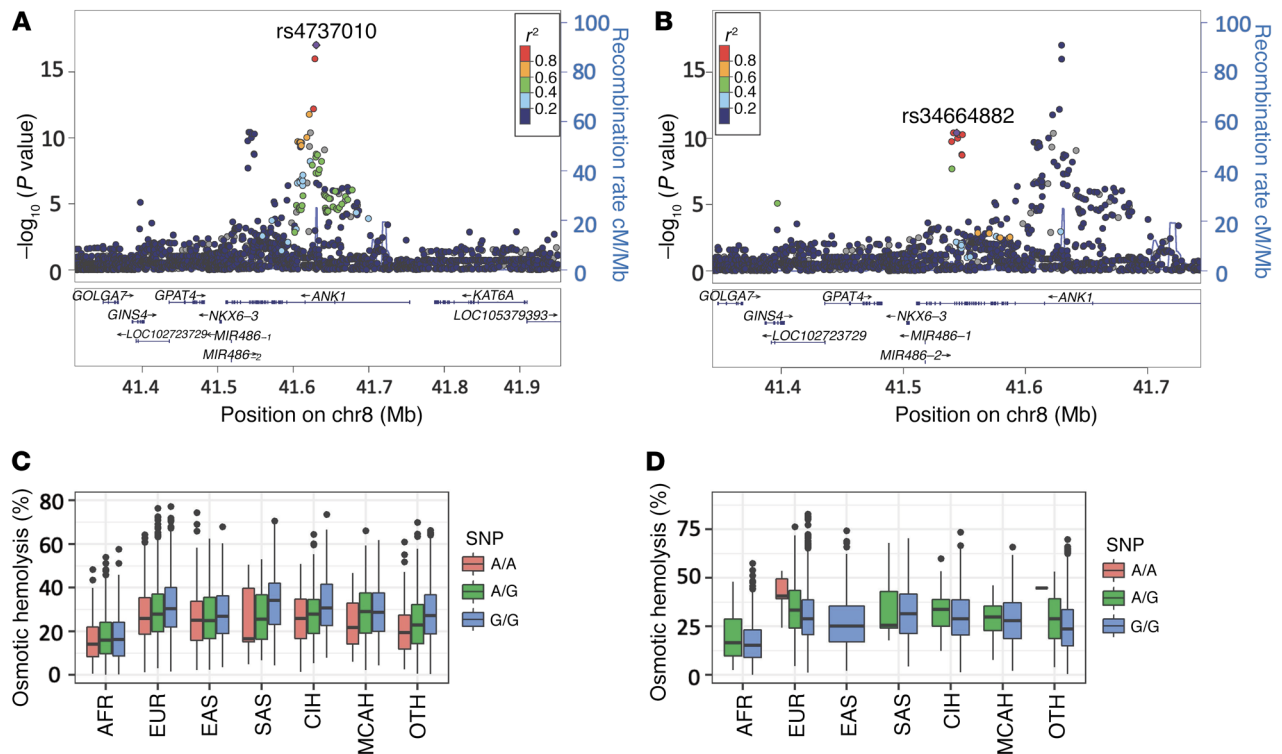 A
rs4737010
r²
0.8
0.6
0.4
0.2
15
10
5
0
–log10 (P value)
100
80
60
40
20
0
Recombination rate cM/Mb
GOLGA7→ GPAT4→ ←ANK1 ←KAT6A
GINS4→ ←NKX6–3 LOC105379393→
←LOC102723729 ←MIR486–1
MIR486–2→
41.4 41.5 41.6 41.7 41.8 41.9
Position on chr8 (Mb)
B
rs34664882
r²
0.8
0.6
0.4
0.2
15
10
5
0
–log10 (P value)
100
80
60
40
20
0
Recombination rate cM/Mb
GOLGA7→ GPAT4→ ←ANK1
GINS4→ ←NKX6–3
←LOC102723729 ←MIR486–1
MIR486–2→
41.4 41.5 41.6 41.7
Position on chr8 (Mb)
C
Osmotic hemolysis (%)
80
60
40
20
0
AFR EUR EAS SAS CIH MCAH OTH
SNP
A/A
A/G
G/G
D
Osmotic hemolysis (%)
75
50
25
0
AFR EUR EAS SAS CIH MCAH OTH
SNP
A/A
A/G
G/G